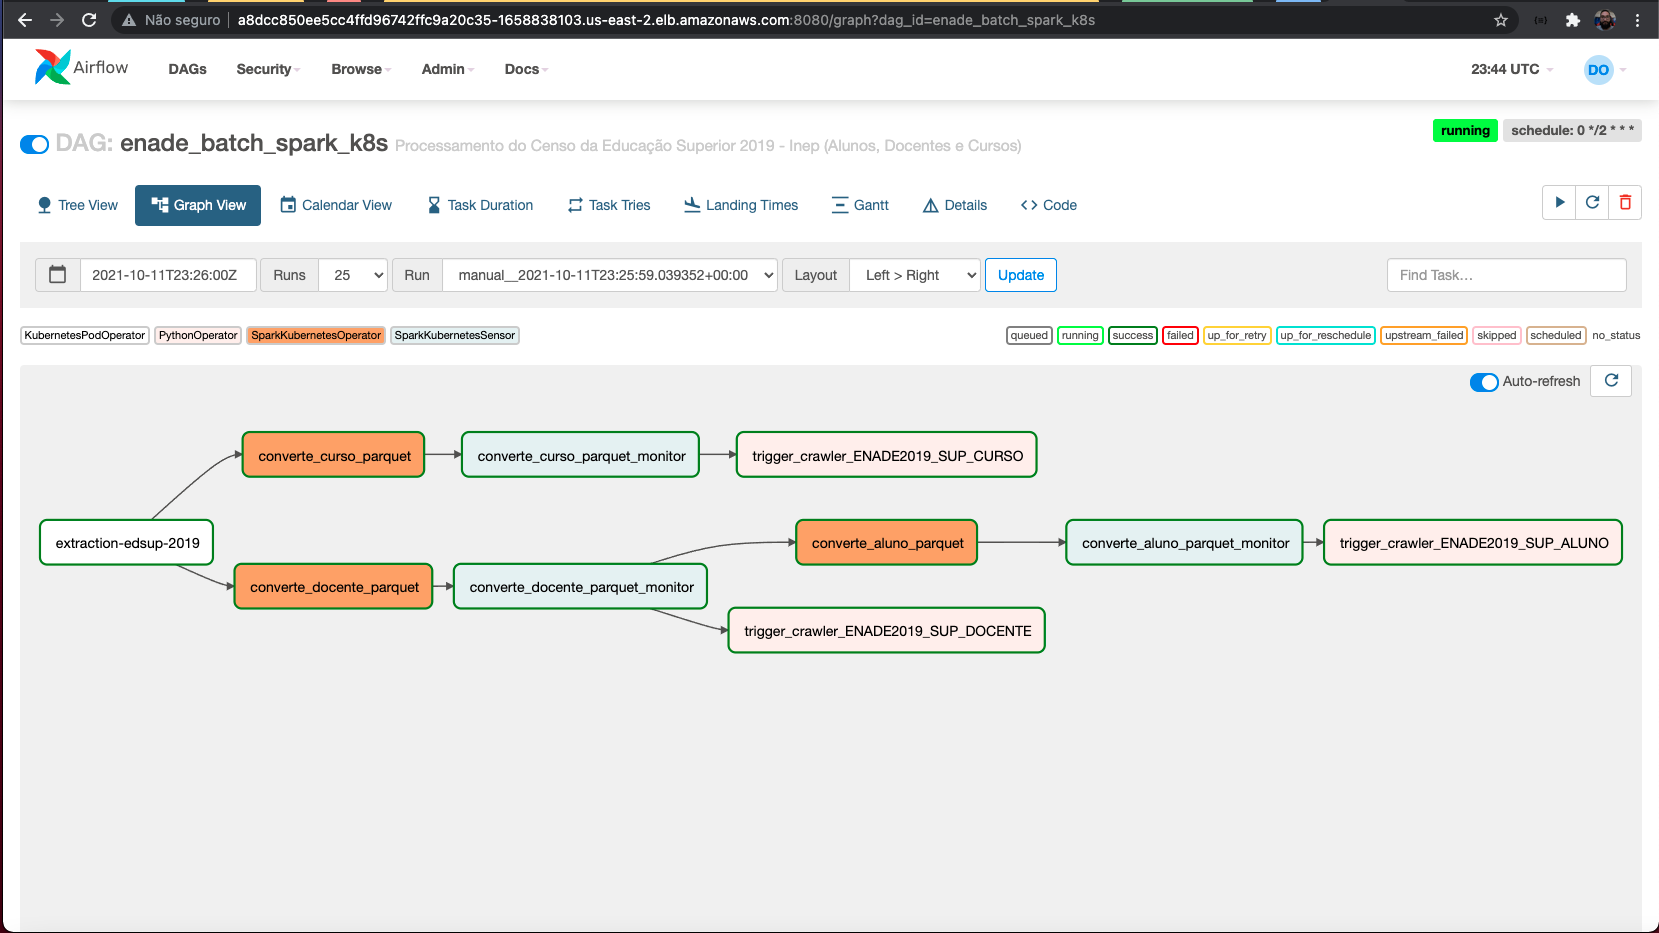 Não seguro a8dcc850ee5cc4ffd96742ffc9a20c35-1658838103.us-east-2.elb.amazonaws.com:8080/graph?dag_id=enade_batch_spark_k8s
Airflow DAGs Security Browse Admin Docs 23:44 UTC DO
running schedule: 0 */2 * * *
DAG: enade_batch_spark_k8s Processamento do Censo da Educação Superior 2019 - Inep (Alunos, Docentes e Cursos)
Tree View Graph View Calendar View Task Duration Task Tries Landing Times Gantt Details <> Code
2021-10-11T23:26:00Z Runs 25 Run manual__2021-10-11T23:25:59.039352+00:00 Layout Left > Right Update Find Task...
KubernetesPodOperator PythonOperator SparkKubernetesOperator SparkKubernetesSensor queued running success failed up_for_retry up_for_reschedule upstream_failed skipped scheduled no_status
Auto-refresh
converte_curso_parquet converte_curso_parquet_monitor trigger_crawler_ENADE2019_SUP_CURSO
extraction-edsup-2019 converte_aluno_parquet converte_aluno_parquet_monitor trigger_crawler_ENADE2019_SUP_ALUNO
converte_docente_parquet converte_docente_parquet_monitor
trigger_crawler_ENADE2019_SUP_DOCENTE